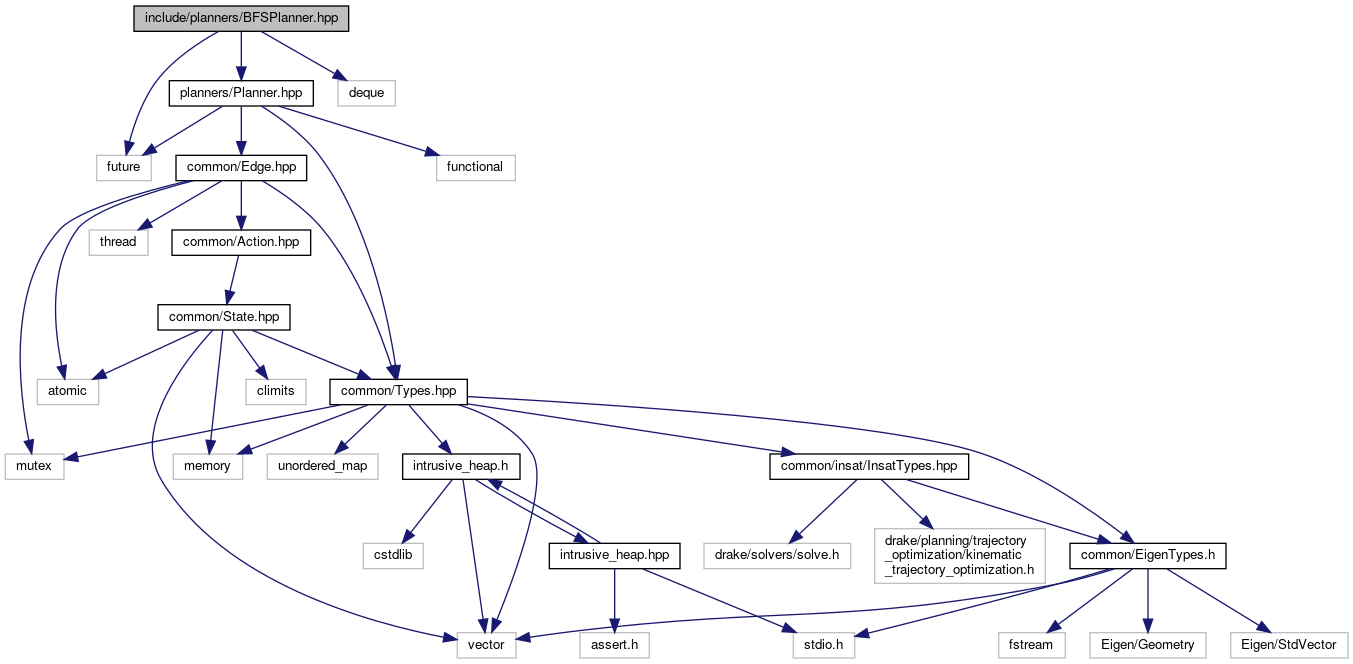 include/planners/BFSPlanner.hpp
planners/Planner.hpp
deque
future
common/Edge.hpp
functional
thread
common/Action.hpp
common/State.hpp
atomic
climits
common/Types.hpp
mutex
memory
unordered_map
intrusive_heap.h
common/insat/InsatTypes.hpp
cstdlib
intrusive_heap.hpp
drake/solvers/solve.h
drake/planning/trajectory
_optimization/kinematic
_trajectory_optimization.h
common/EigenTypes.h
vector
assert.h
stdio.h
fstream
Eigen/Geometry
Eigen/StdVector